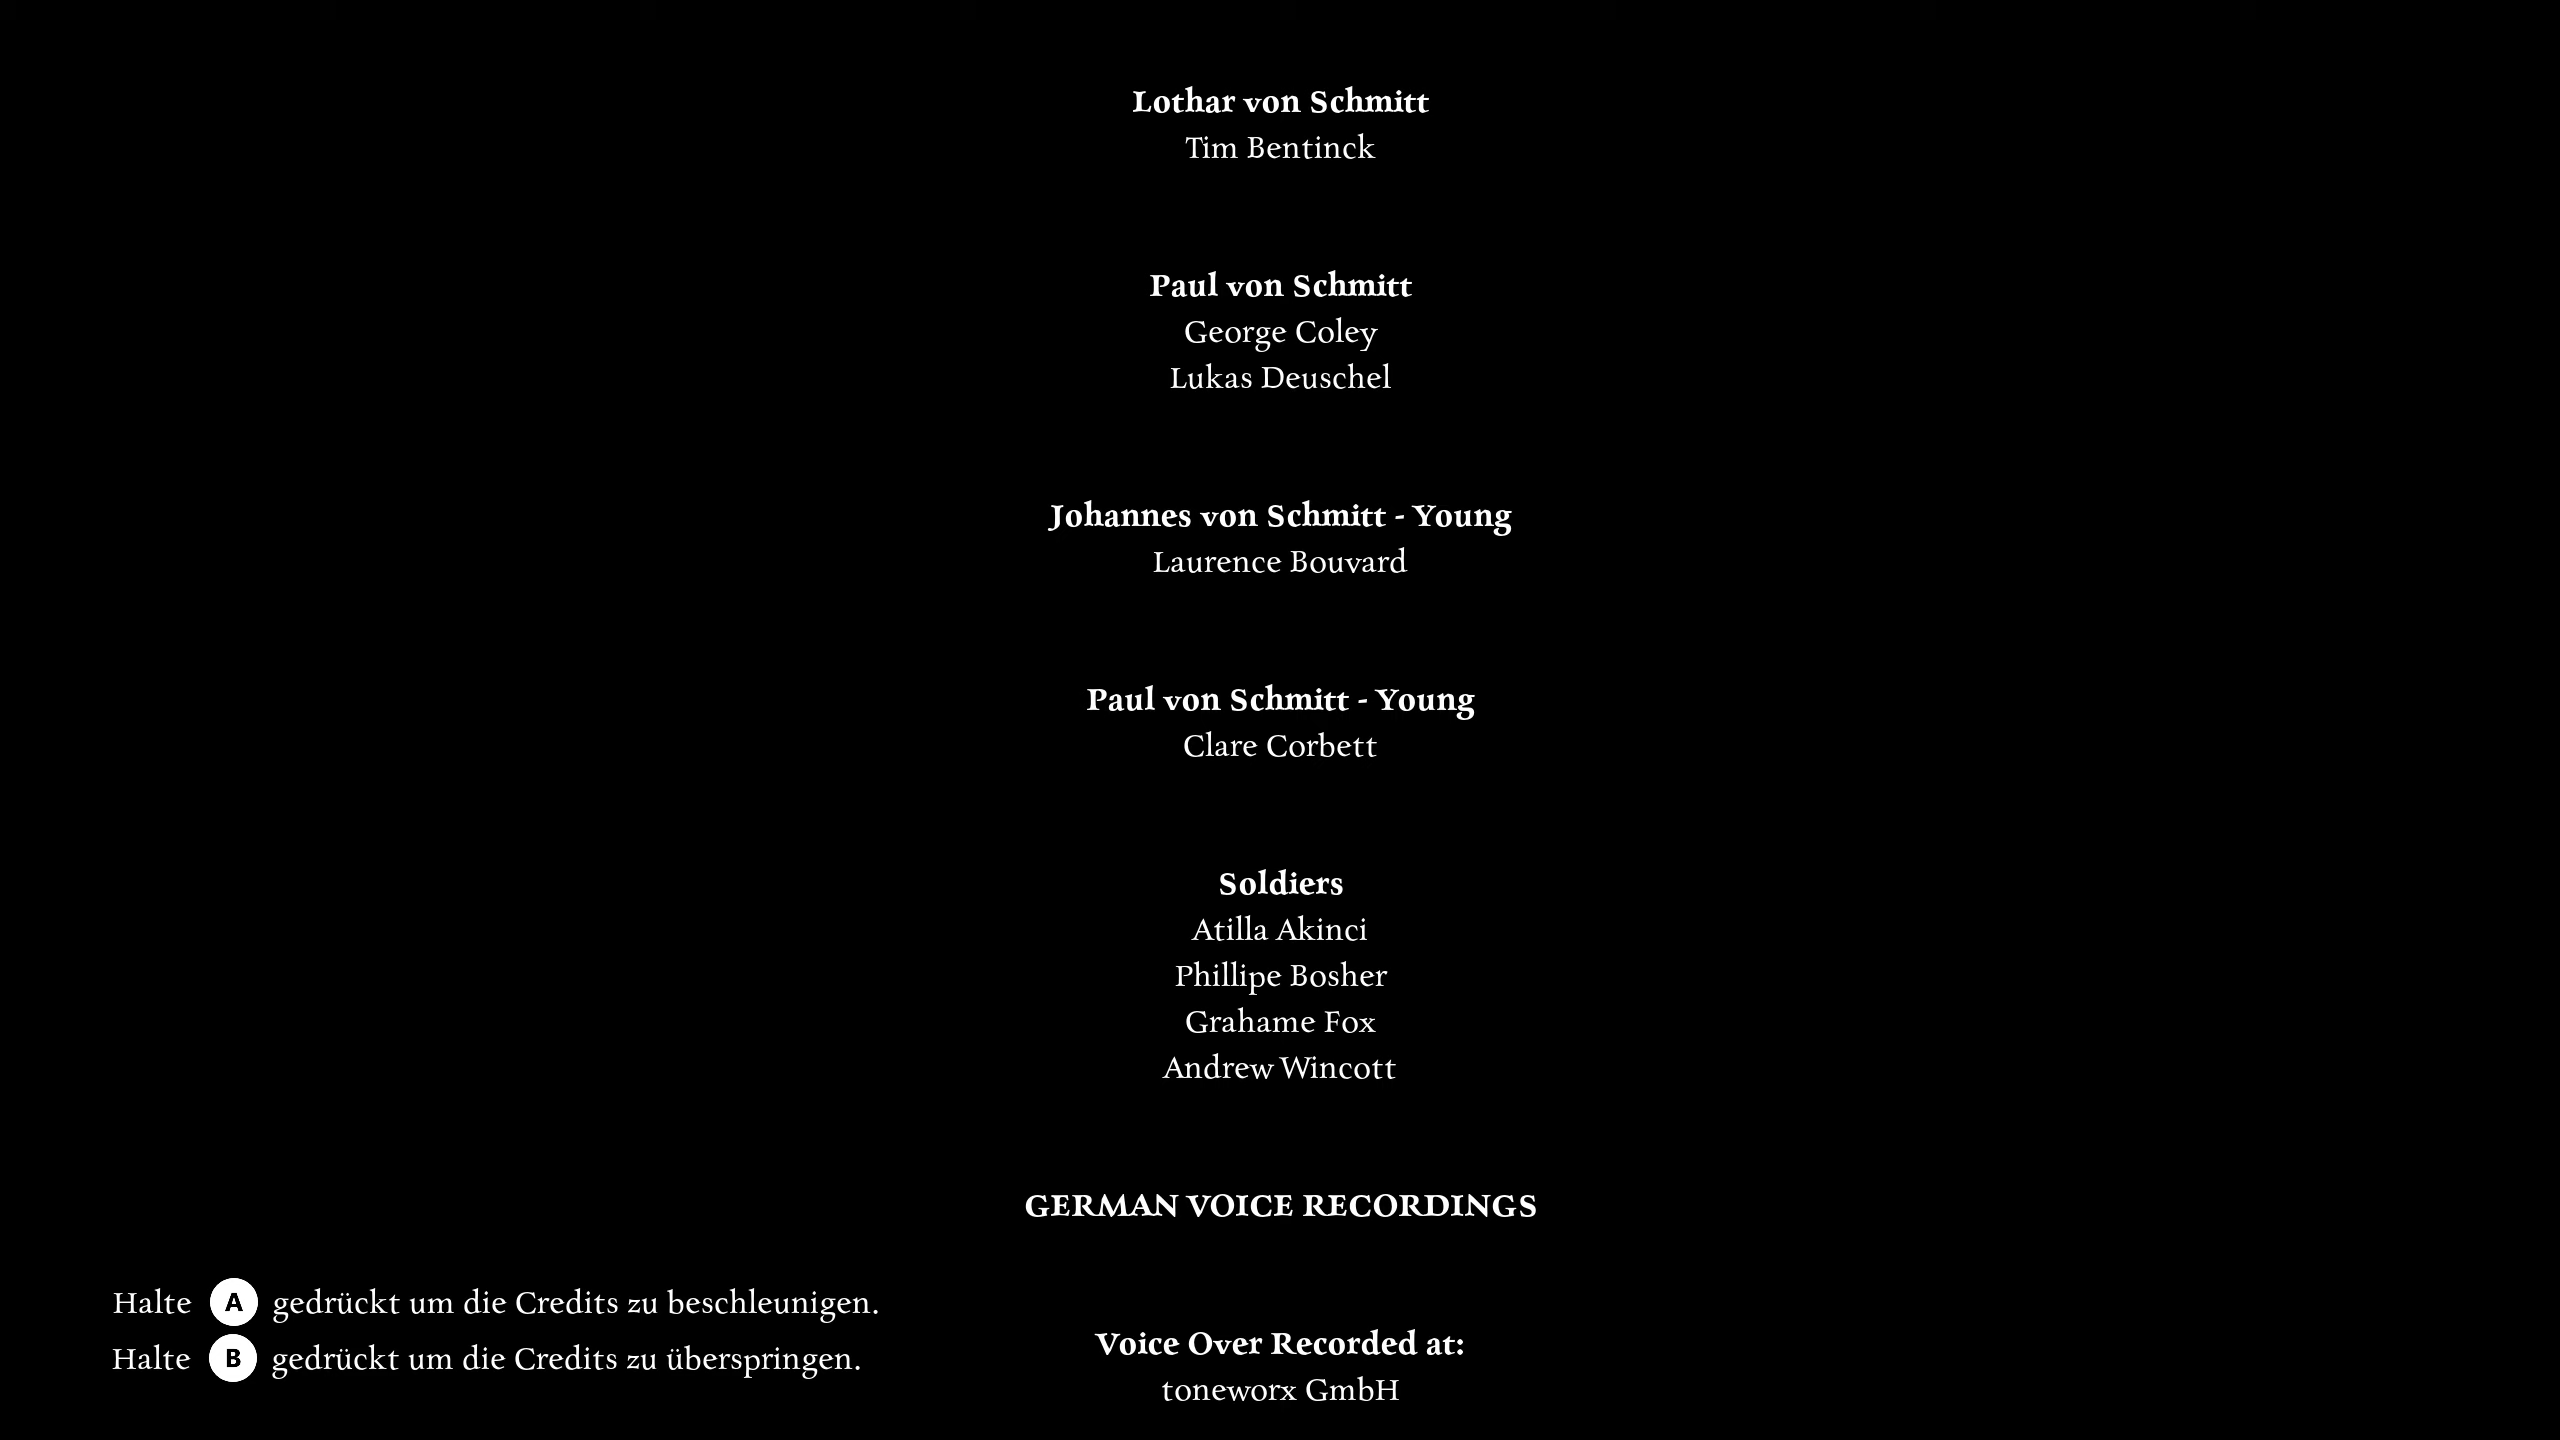 Lothar von Schmitt
Tim Bentinck
Paul von Schmitt
George Coley
Lukas Deuschel
Johannes von Schmitt - Young
Laurence Bouvard
Paul von Schmitt - Young
Clare Corbett
Soldiers
Atilla Akinci
Phillipe Bosher
Grahame Fox
Andrew Wincott
GERMAN VOICE RECORDINGS
Voice Over Recorded at:
toneworx GmbH
Halte A gedrückt um die Credits zu beschleunigen.
Halte B gedrückt um die Credits zu überspringen.